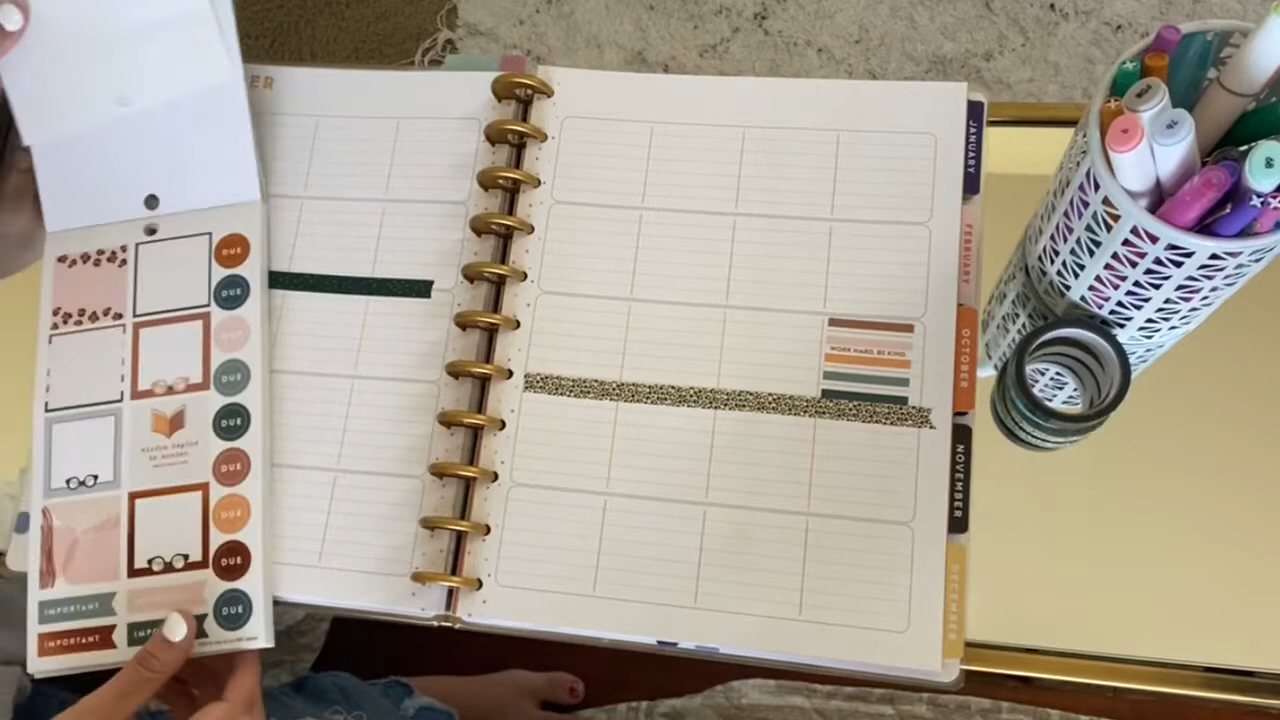 ER
DUE
DUE
DUE
DUE
DUE
DUE
DUE
DUE
DUE
IMPORTANT
IMPORTANT
WORK HARD. BE KIND.
JANUARY
FEBRUARY
OCTOBER
NOVEMBER
DECEMBER